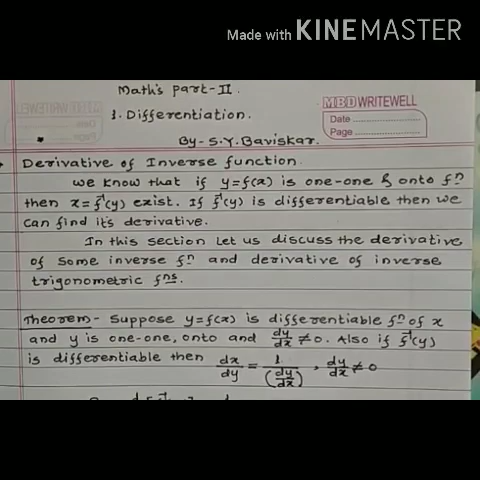 Made with KINEMASTER
Math's Part-II.
1. Differentiation.
MBD WRITEWELL
Date
Page
By- S.Y. Baviskar.
Derivative of Inverse function.
We know that if y=f(x) is one-one & onto fⁿ
then x=f⁻¹(y) exist. If f⁻¹(y) is differentiable then we
can find it's derivative.
In this section Let us discuss the derivative
of some inverse fⁿ and derivative of inverse
trigonometric fⁿˢ.
Theorem- Suppose y=f(x) is differentiable fⁿ of x
and y is one-one, onto and dy/dx ≠0. Also if f⁻¹(y)
is differentiable then dx/dy = 1/(dy/dx) , dy/dx ≠0